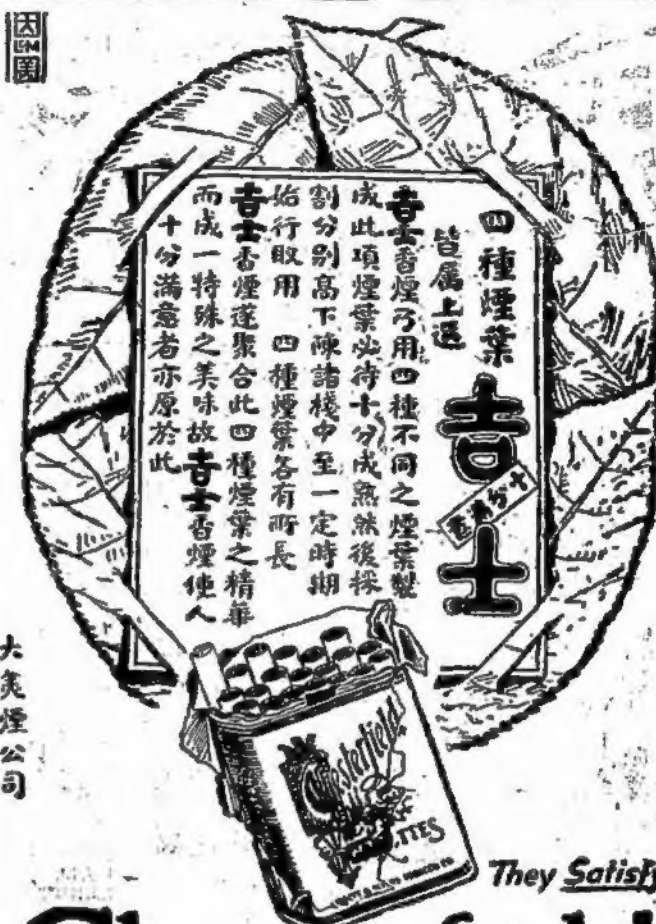 四種煙葉
皆屬上選
吉士
十分滿意
吉士香煙乃用四種不同之煙葉製
成此項煙葉必待十分成熟然後採
割分別高下陳諸棧中至一定時期
始行取用 四種煙葉各有所長
吉士香煙遂聚合此四種煙葉之精華
而成一特殊之美味故吉士香煙使人
十分滿意者亦原於此
煙公司
Chesterfield
They Satisfy